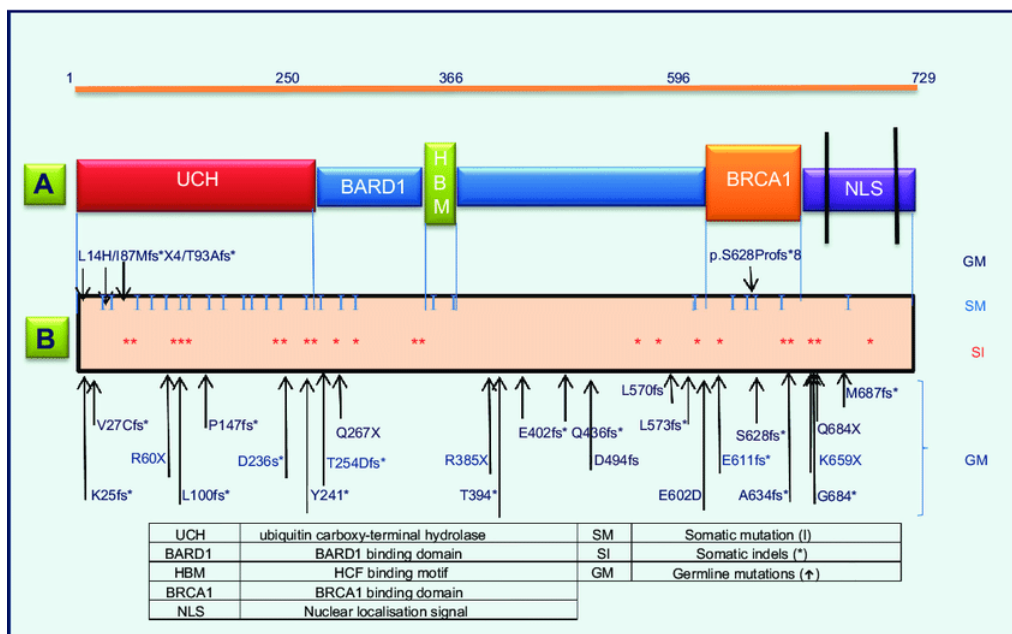 1 250 366 596 729
A UCH BARD1 HBM BRCA1 NLS
L14H/I87Mfs*X4/T93Afs* p.S628Profs*8 GM
SM
B ** *** ** ** * * ** * * * * ** ** * SI
V27Cfs* P147fs* Q267X E402fs* Q436fs* L570fs* L573fs* S628fs* M687fs* Q684X
R60X D236s* T254Dfs* R385X D494fs E611fs* K659X GM
K25fs* L100fs* Y241* T394* E602D A634fs* G684*
UCH ubiquitin carboxy-terminal hydrolase SM Somatic mutation (I)
BARD1 BARD1 binding domain SI Somatic indels (*)
HBM HCF binding motif GM Germline mutations (↑)
BRCA1 BRCA1 binding domain
NLS Nuclear localisation signal